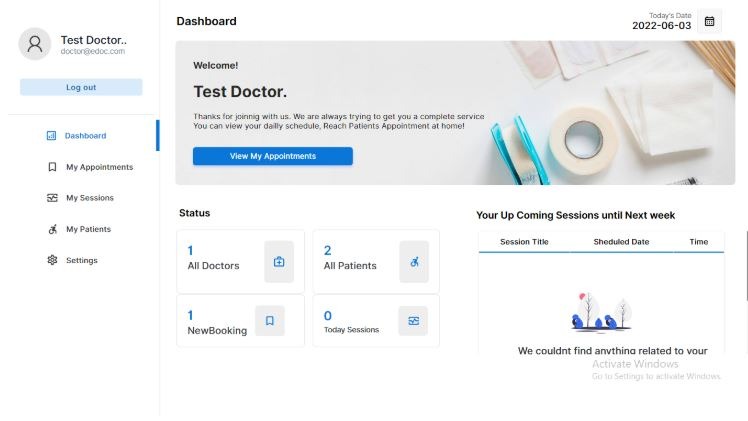 Test Doctor..
doctor@edoc.com
Log out
Dashboard
My Appointments
My Sessions
My Patients
Settings
Dashboard
Today's Date
2022-06-03
Welcome!
Test Doctor.
Thanks for joinnig with us. We are always trying to get you a complete service
You can view your dailly schedule, Reach Patients Appointment at home!
View My Appointments
Status
1
All Doctors
2
All Patients
1
NewBooking
0
Today Sessions
Your Up Coming Sessions until Next week
Session Title Sheduled Date Time
We couldnt find anything related to your
Activate Windows
Go to Settings to activate Windows.